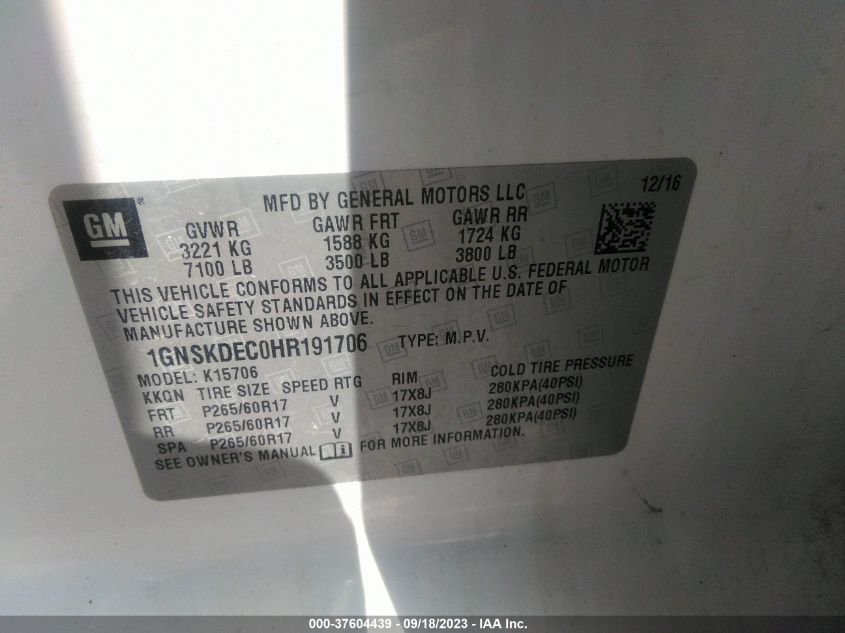 MFD BY GENERAL MOTORS LLC 12/16
GM®
GVWR GAWR FRT GAWR RR
3221 KG 1588 KG 1724 KG
7100 LB 3500 LB 3800 LB
THIS VEHICLE CONFORMS TO ALL APPLICABLE U.S. FEDERAL MOTOR
VEHICLE SAFETY STANDARDS IN EFFECT ON THE DATE OF
MANUFACTURE SHOWN ABOVE.
1GNSKDEC0HR191706 TYPE: M.P.V.
MODEL: K15706
KKGN TIRE SIZE SPEED RTG RIM COLD TIRE PRESSURE
FRT P265/60R17 V 17X8J 280KPA(40PSI)
RR P265/60R17 V 17X8J 280KPA(40PSI)
SPA P265/60R17 V 17X8J 280KPA(40PSI)
SEE OWNER'S MANUAL FOR MORE INFORMATION.
000-37604439 - 09/18/2023 - IAA Inc.